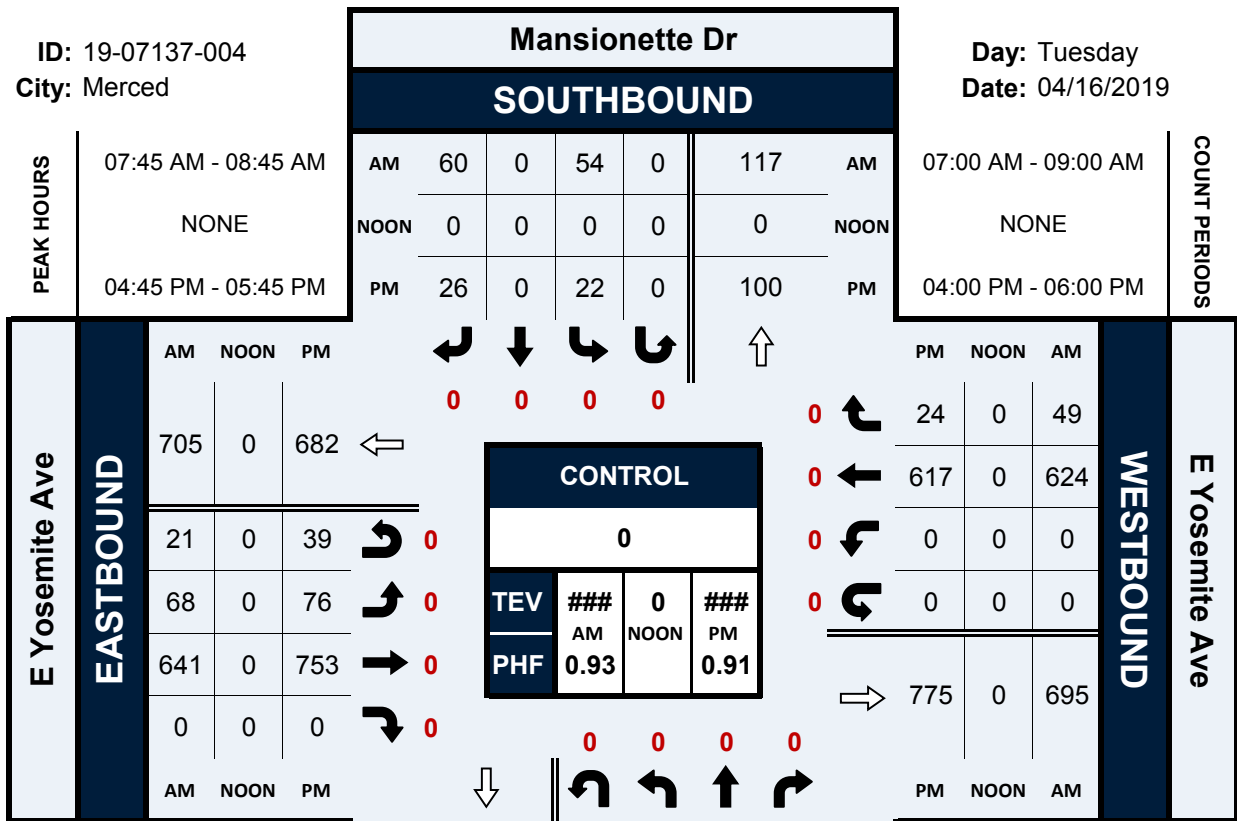 Mansionette Dr
ID: 19-07137-004
Day: Tuesday
City: Merced
Date: 04/16/2019
SOUTHBOUND
PEAK HOURS
07:45 AM - 08:45 AM
NONE
04:45 PM - 05:45 PM
AM 60 0 54 0 117 AM
NOON 0 0 0 0 0 NOON
PM 26 0 22 0 100 PM
07:00 AM - 09:00 AM
NONE
04:00 PM - 06:00 PM
COUNT PERIODS
0 0 0 0
E Yosemite Ave
EASTBOUND
AM NOON PM
705 0 682
21 0 39 0
68 0 76 0
641 0 753 0
0 0 0 0
AM NOON PM
CONTROL
0
TEV ### 0 ###
AM NOON PM
PHF 0.93 0.91
PM NOON AM
0 24 0 49
0 617 0 624
0 0 0 0
0 0 0 0
775 0 695
PM NOON AM
WESTBOUND
E Yosemite Ave
0 0 0 0